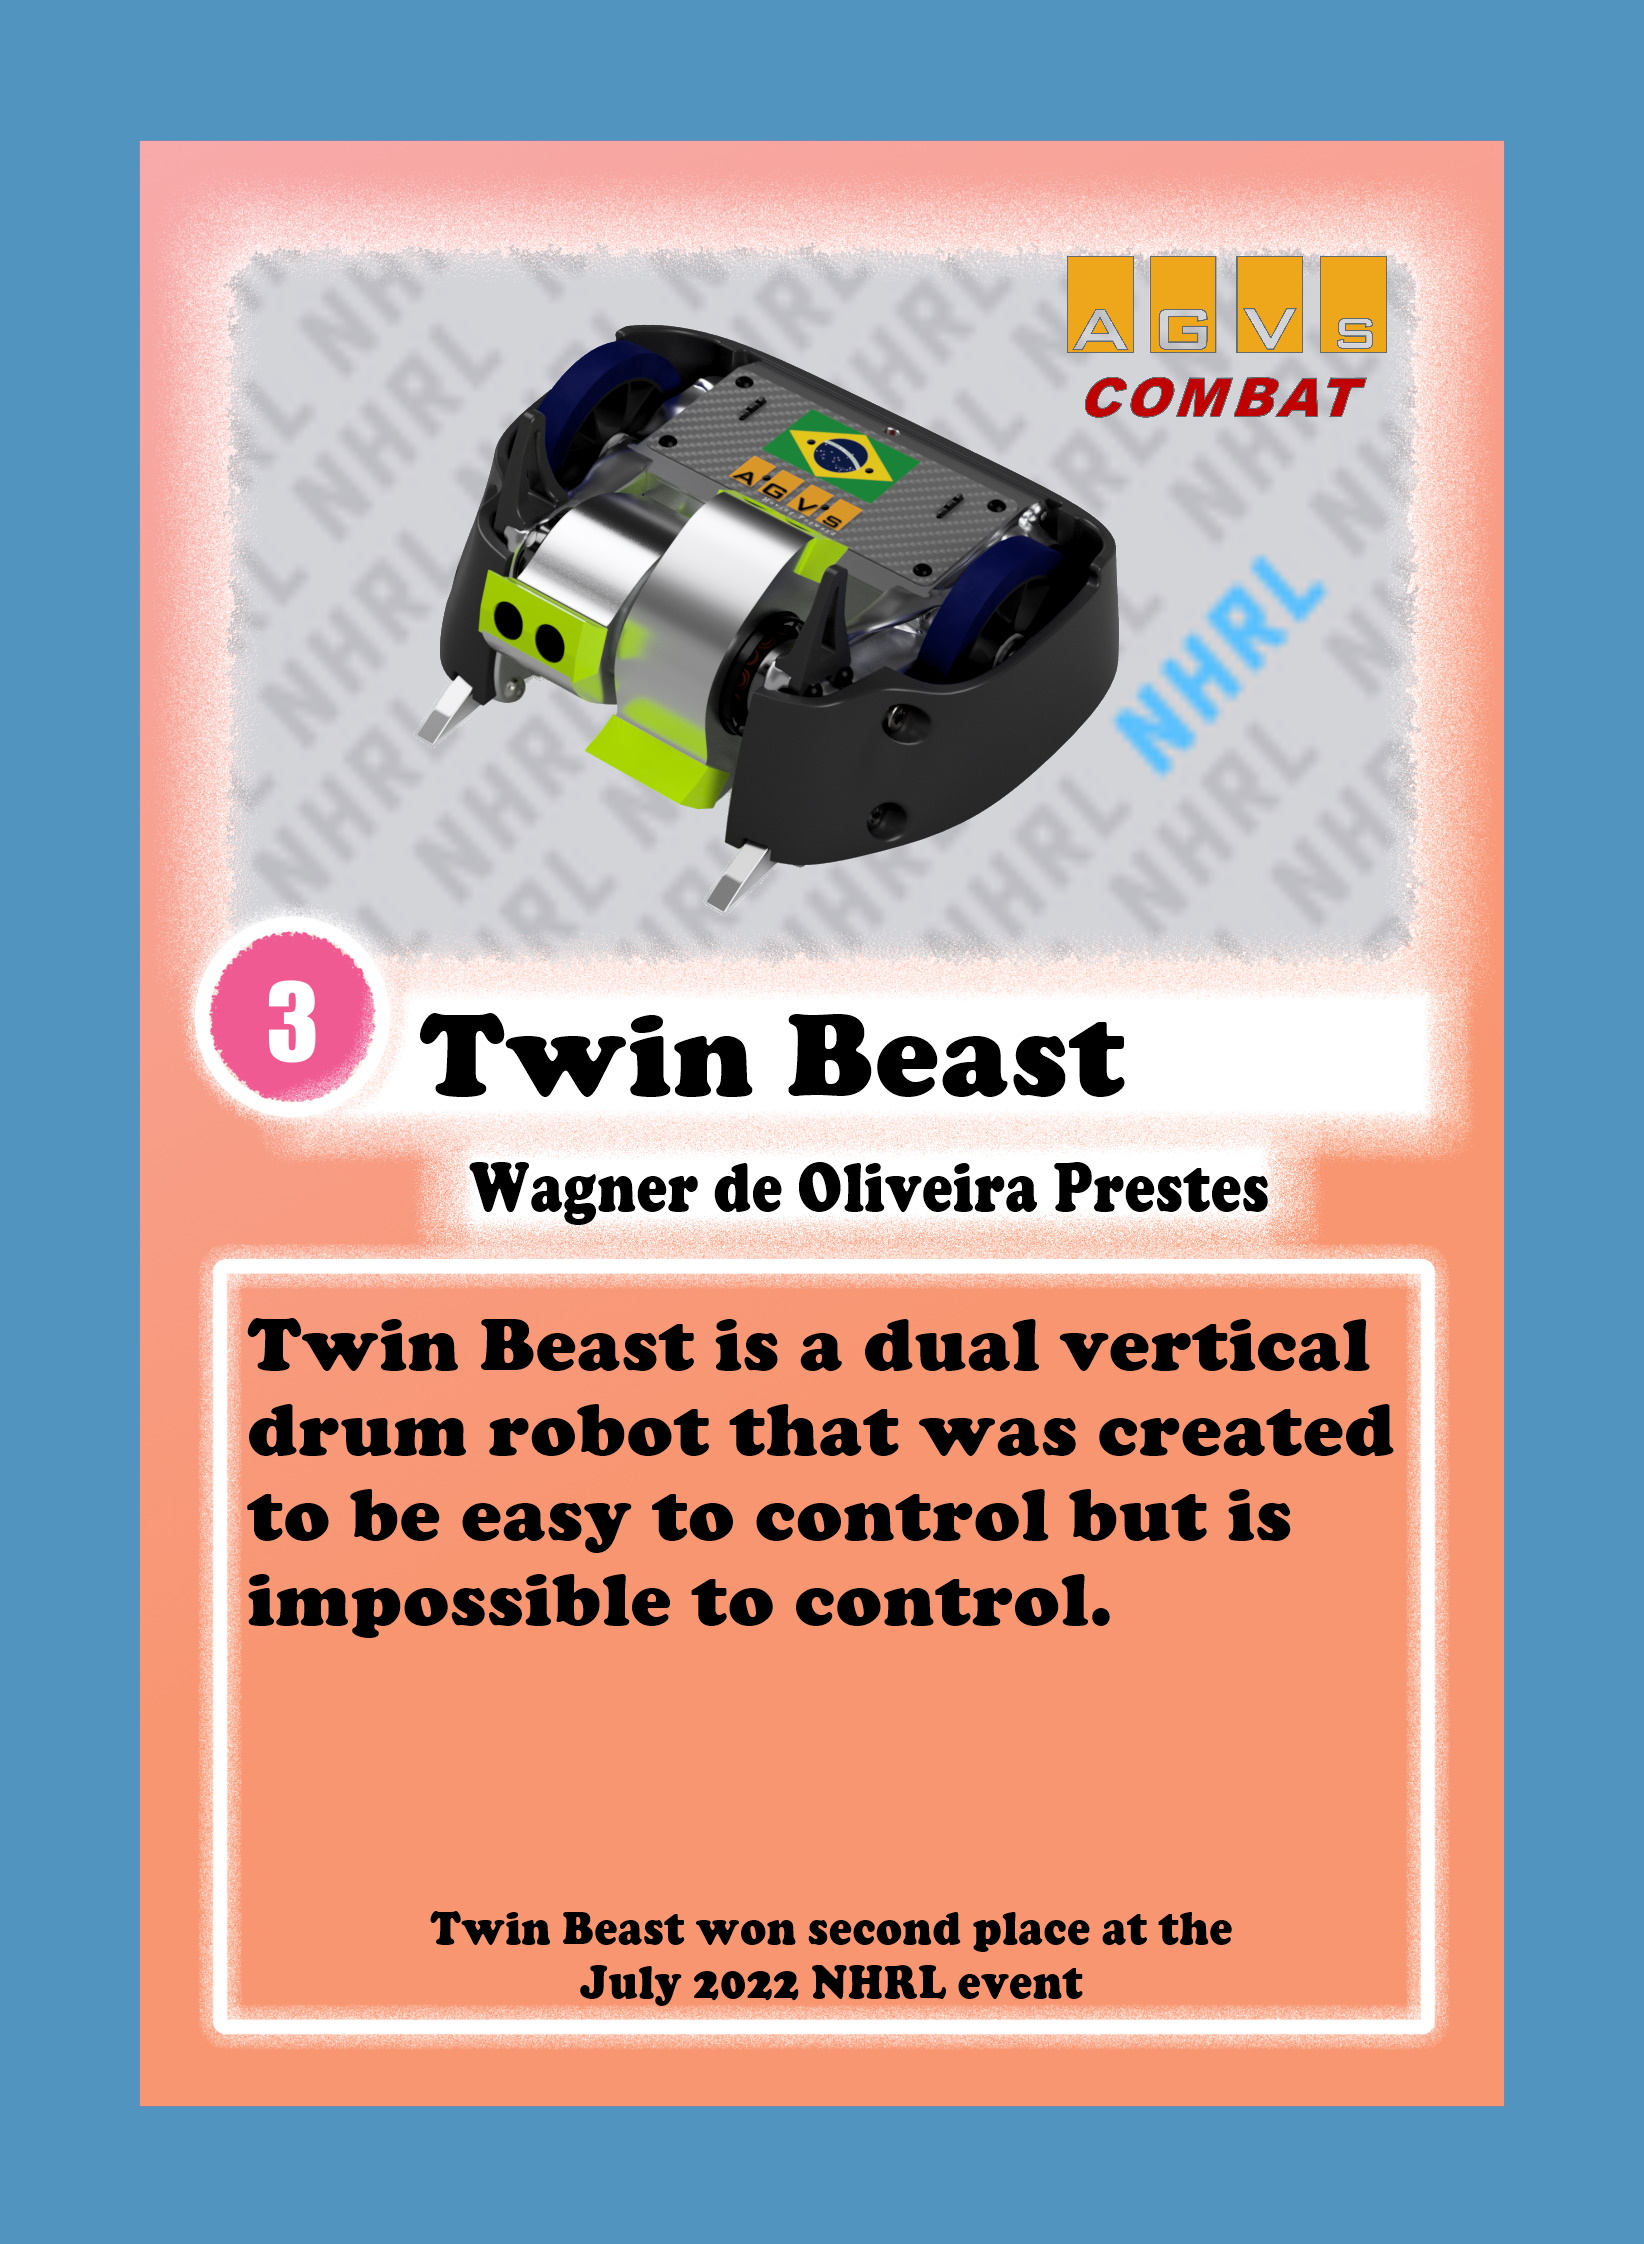 AGVs
COMBAT
AGVs
NHRL
3
Twin Beast
Wagner de Oliveira Prestes
Twin Beast is a dual vertical
drum robot that was created
to be easy to control but is
impossible to control.
Twin Beast won second place at the
July 2022 NHRL event